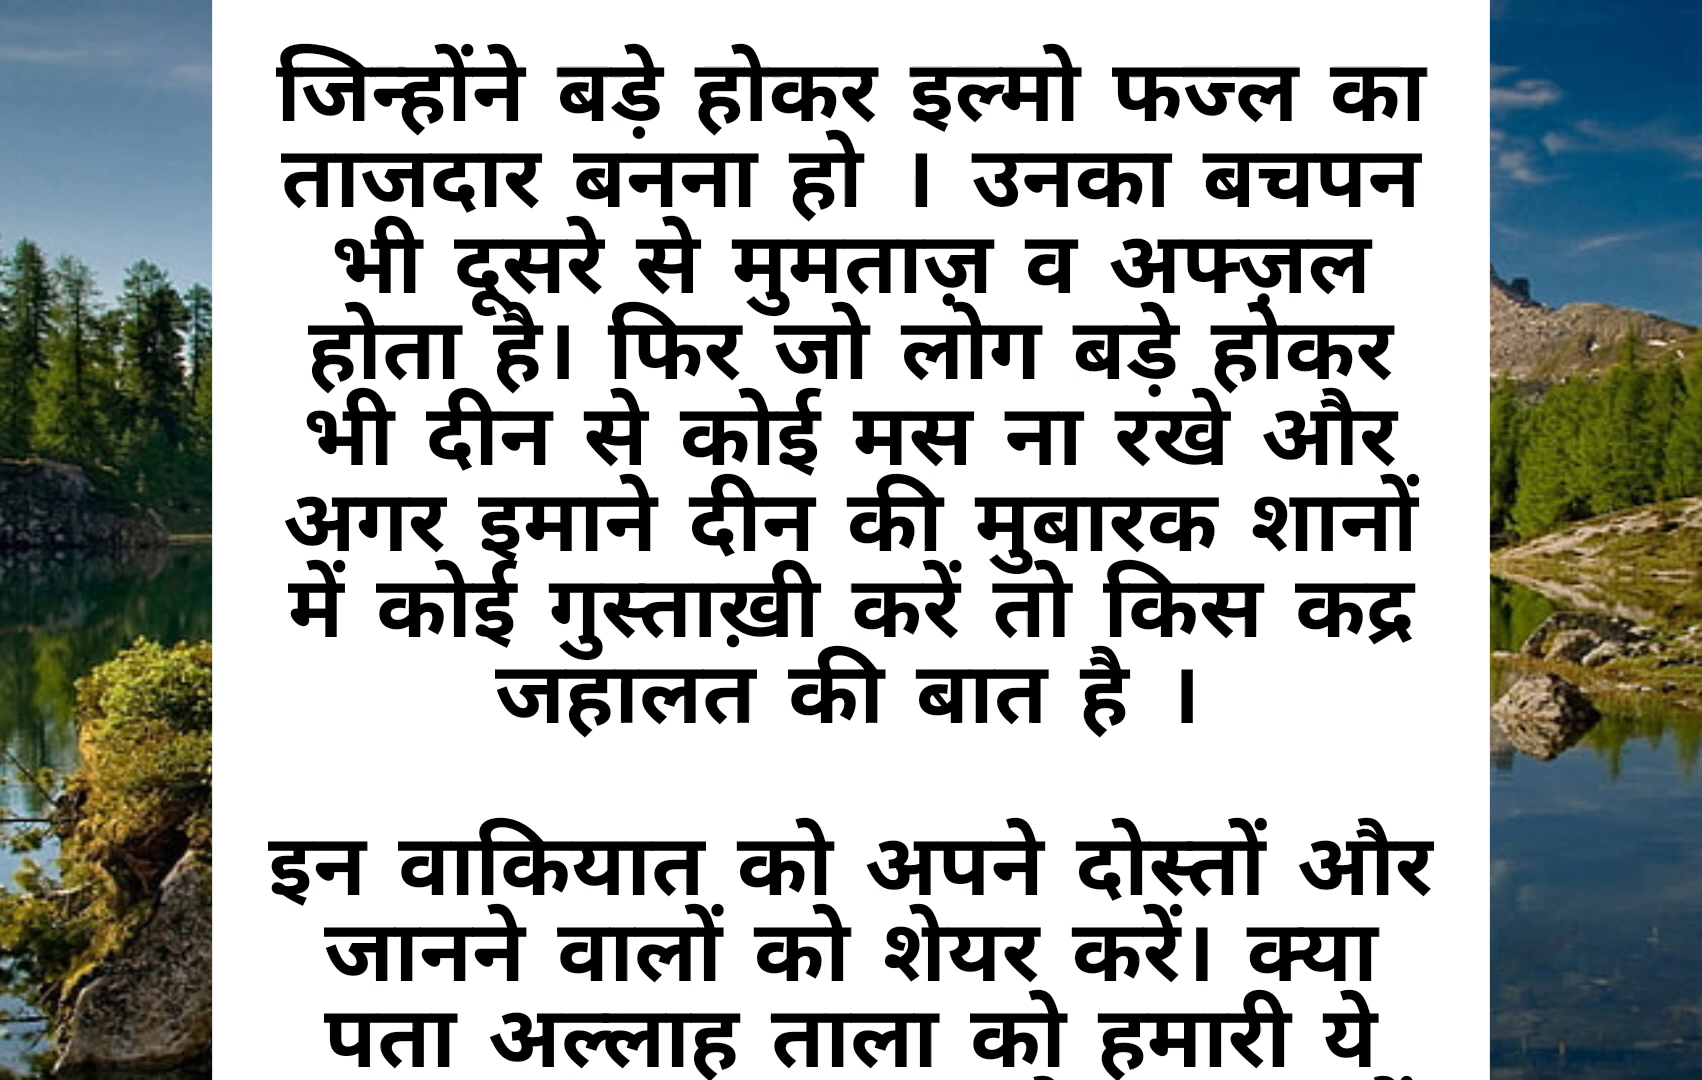 जिन्होंने बड़े होकर इल्मो फज्ल का
ताजदार बनना हो । उनका बचपन
भी दूसरे से मुमताज़ व अफ्ज़ल
होता है। फिर जो लोग बड़े होकर
भी दीन से कोई मस ना रखे और
अगर इमाने दीन की मुबारक शानों
में कोई गुस्ताख़ी करें तो किस कद्र
जहालत की बात है ।
इन वाकियात को अपने दोस्तों और
जानने वालों को शेयर करें। क्या
पता अल्लाह ताला को हमारी ये